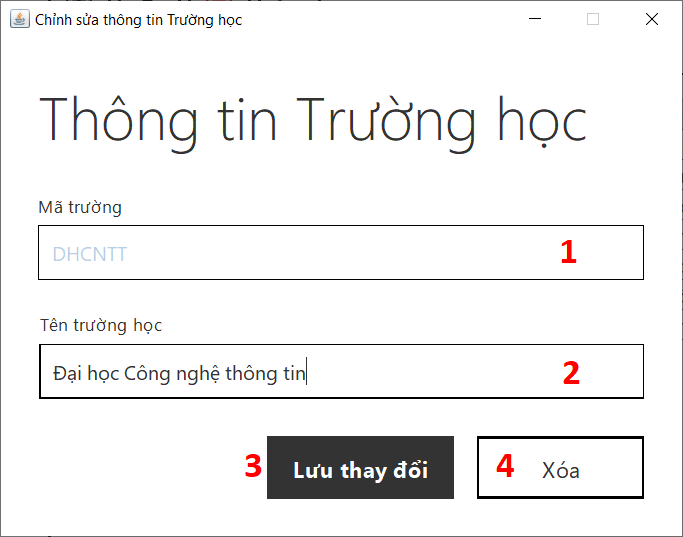 Chỉnh sửa thông tin Trường học
Thông tin Trường học
Mã trường
DHCNTT 1
Tên trường học
Đại học Công nghệ thông tin 2
3 Lưu thay đổi 4 Xóa